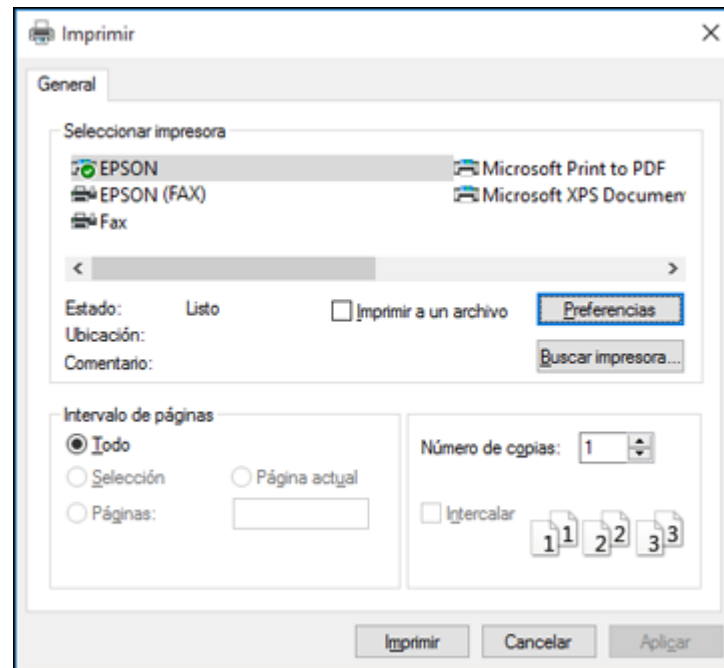 Imprimir
General
Seleccionar impresora
EPSON
Microsoft Print to PDF
EPSON (FAX)
Microsoft XPS Documen
Fax
Estado: Listo
Imprimir a un archivo
Preferencias
Ubicación:
Comentario:
Buscar impresora...
Intervalo de páginas
Todo
Selección
Página actual
Páginas:
Número de copias: 1
Intercalar
1 1 2 2 3 3
Imprimir
Cancelar
Aplicar